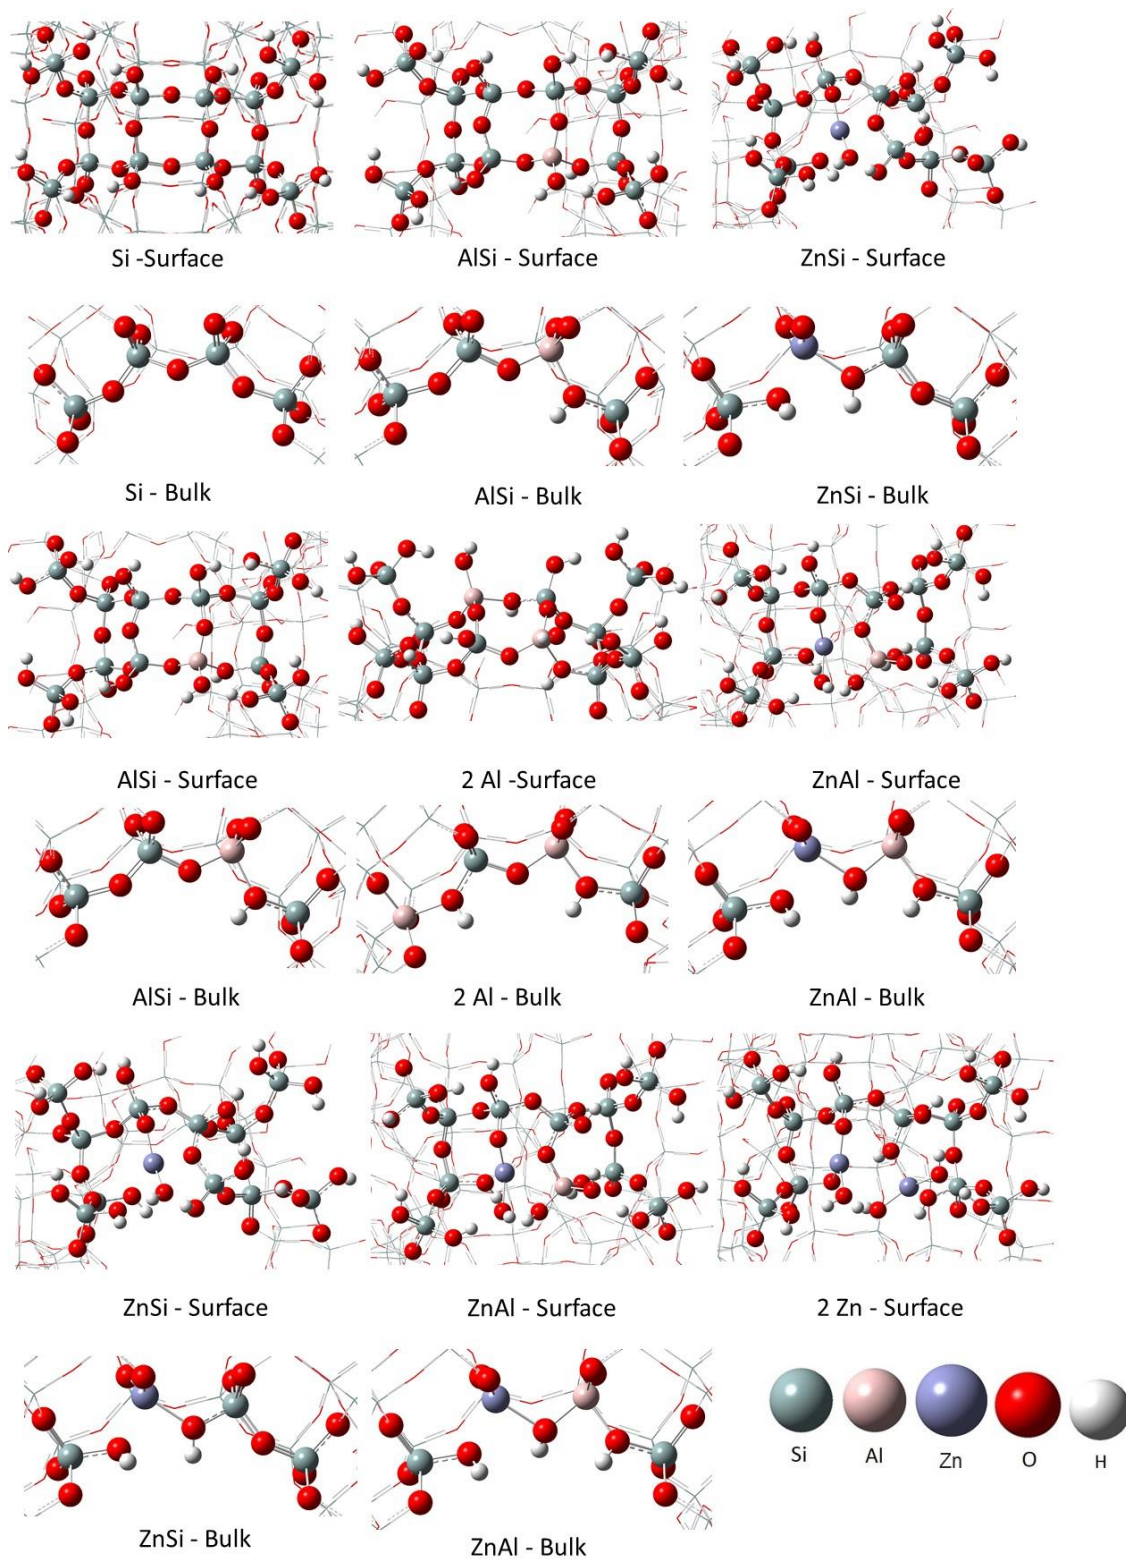 Si -Surface
AlSi - Surface
ZnSi - Surface
Si - Bulk
AlSi - Bulk
ZnSi - Bulk
AlSi - Surface
2 Al -Surface
ZnAl - Surface
AlSi - Bulk
2 Al - Bulk
ZnAl - Bulk
ZnSi - Surface
ZnAl - Surface
2 Zn - Surface
Si
Al
Zn
O
H
ZnSi - Bulk
ZnAl - Bulk